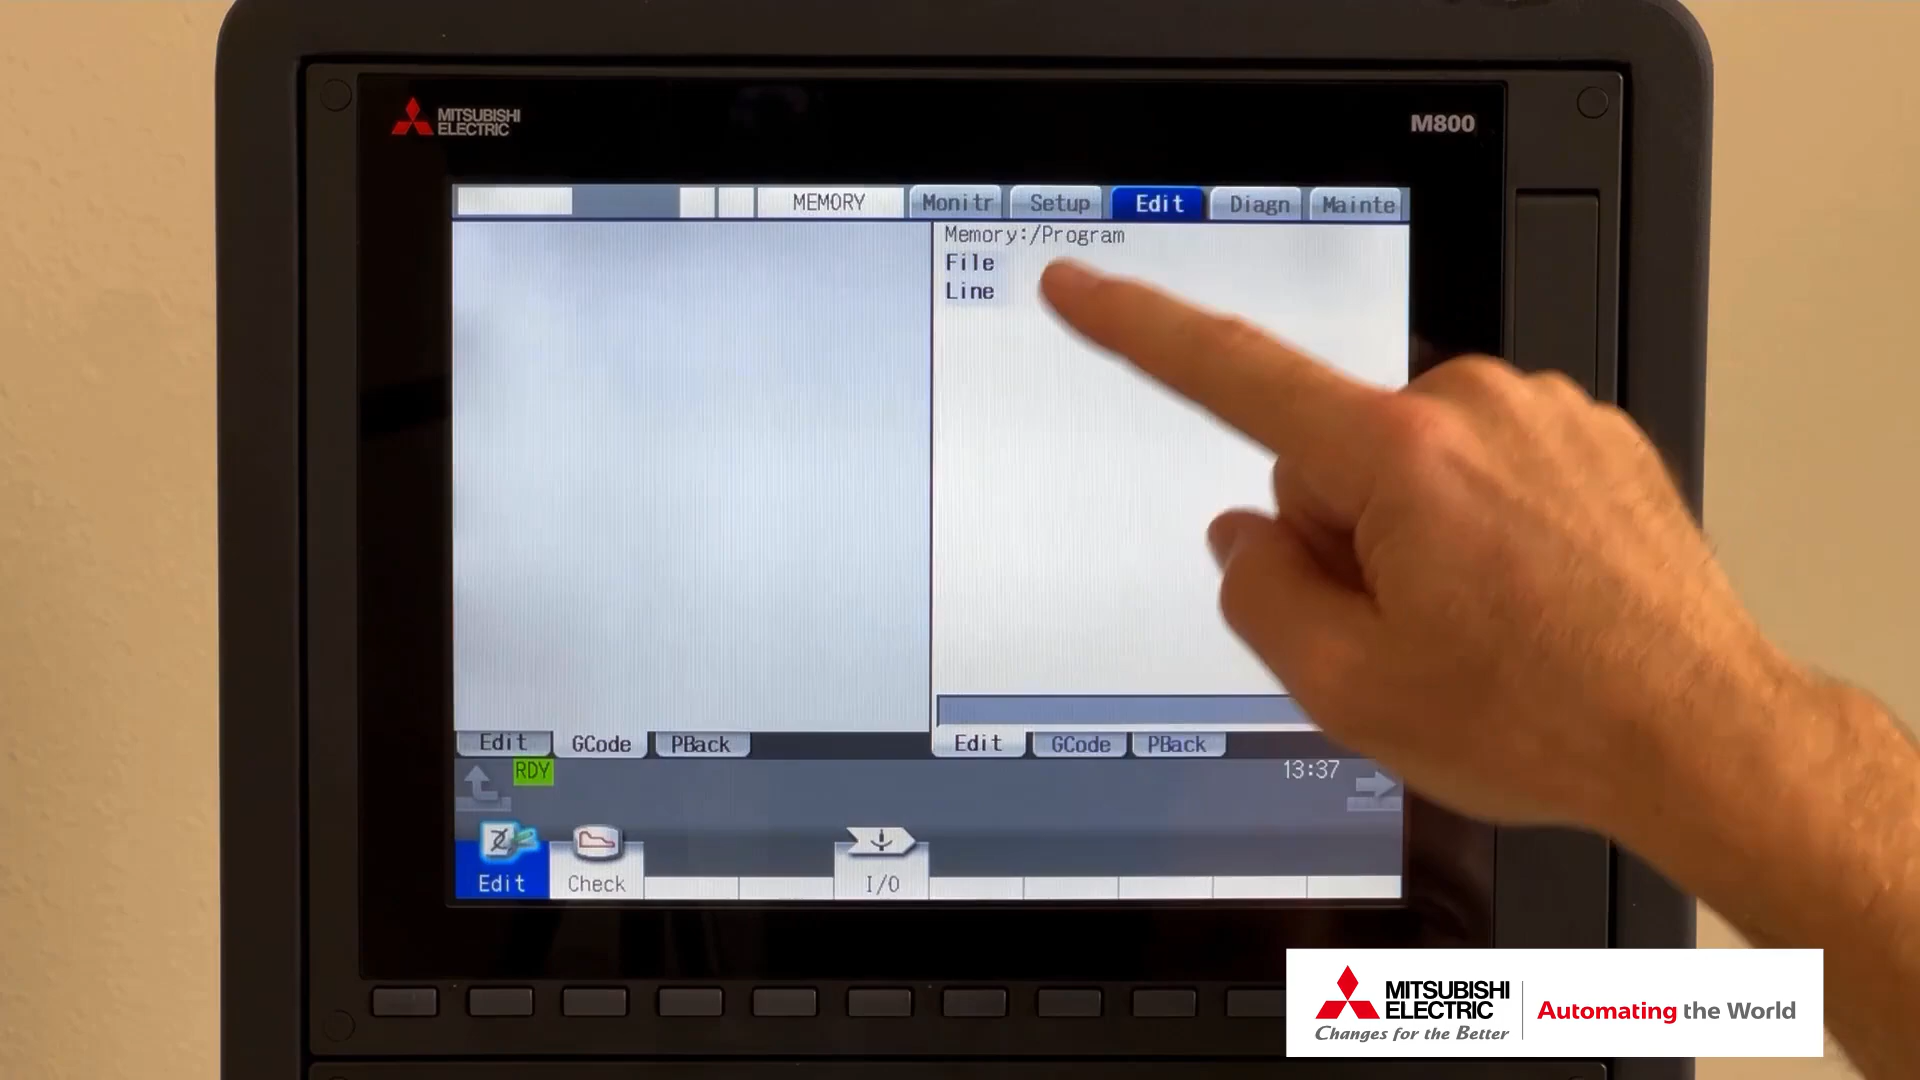 MITSUBISHI
ELECTRIC
M800
MEMORY
Monitr
Setup
Edit
Diagn
Mainte
Memory:/Program
File
Line
Edit
GCode
PBack
Edit
GCode
PBack
RDY
13:37
Edit
Check
I/O
MITSUBISHI
ELECTRIC
Changes for the Better
Automating the World